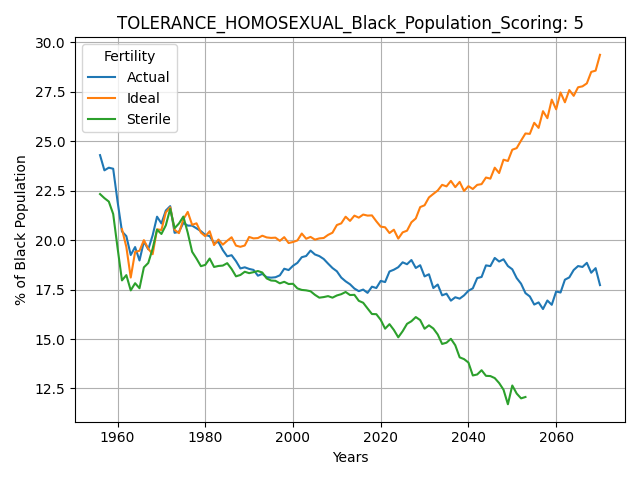 TOLERANCE_HOMOSEXUAL_Black_Population_Scoring: 5
30.0
27.5
25.0
22.5
20.0
17.5
15.0
12.5
% of Black Population
Fertility
Actual
Ideal
Sterile
1960
1980
2000
2020
2040
2060
Years